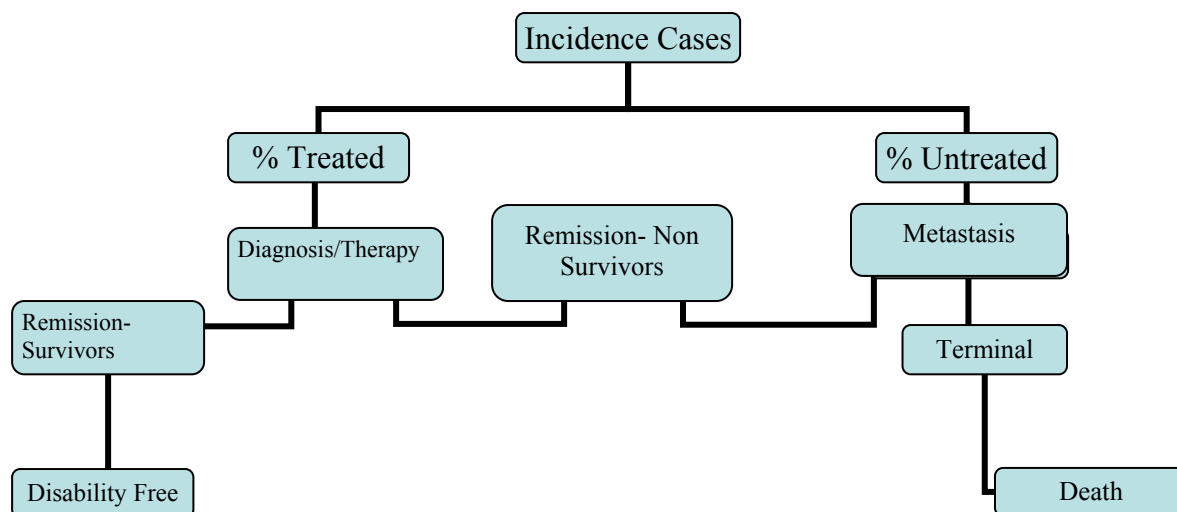 Incidence Cases
% Treated
% Untreated
Diagnosis/Therapy
Remission- Non
Survivors
Metastasis
Remission-
Survivors
Terminal
Disability Free
Death